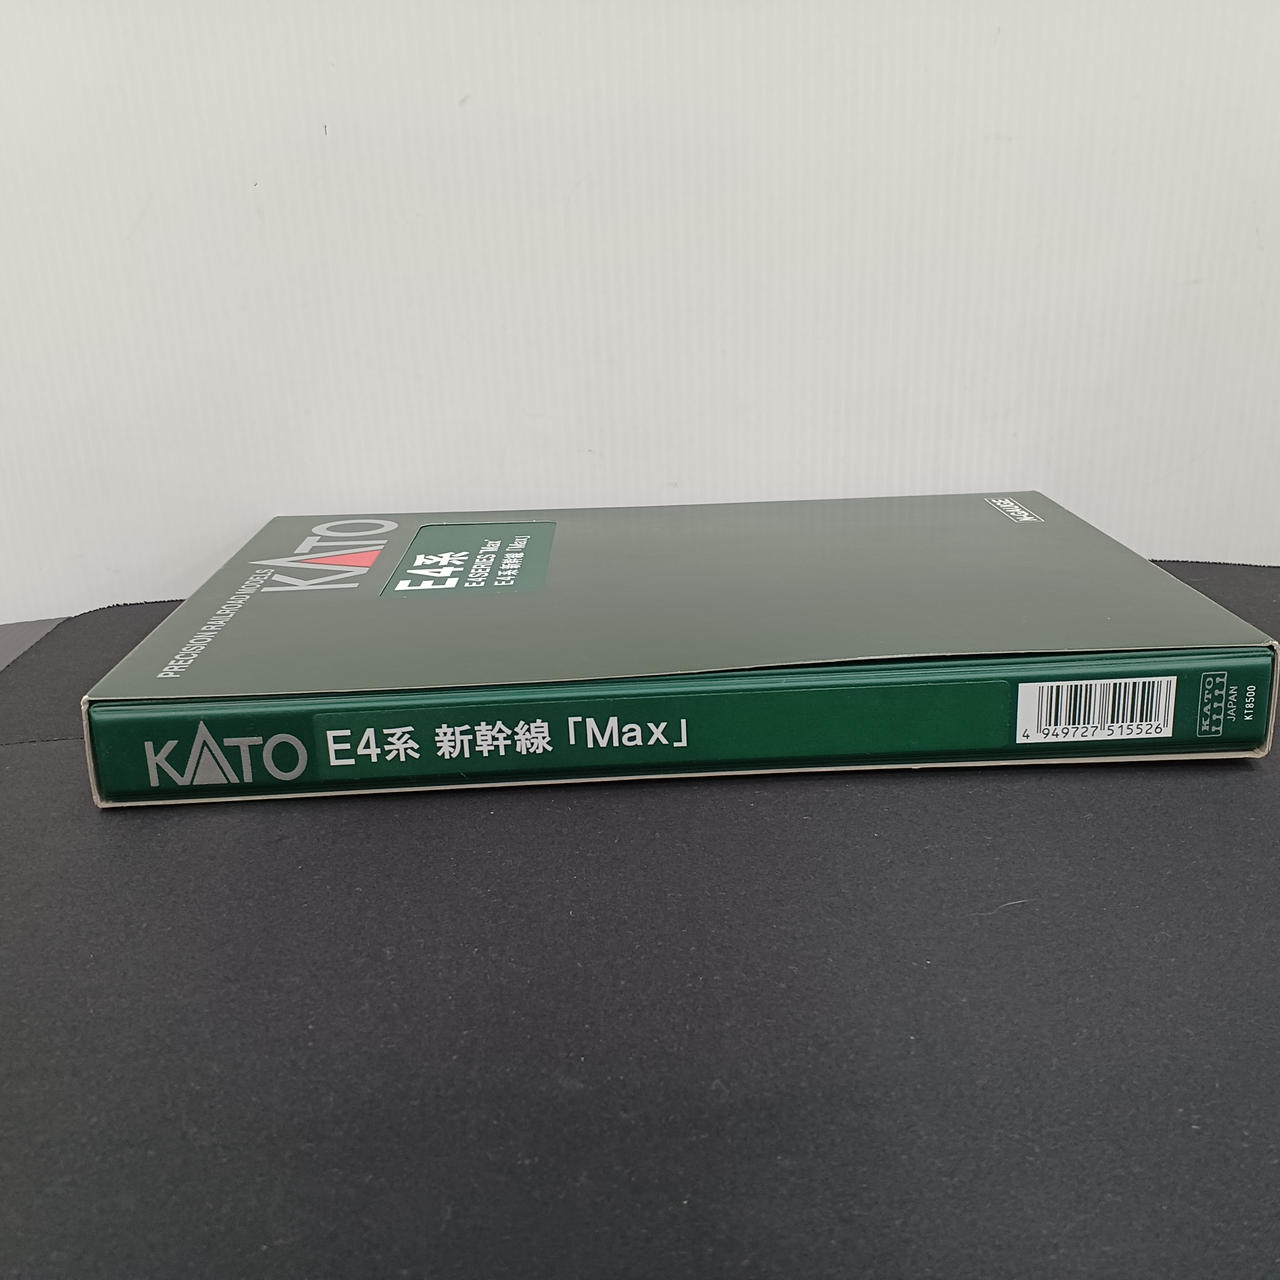 PRECISION RAILROAD MODELS
KATO
E4系
E4 SERIES "Max"
E4系 新幹線「Max」
N-GAUGE
KATO
E4系 新幹線「Max」
4 949727 515526
KATO
JAPAN
KT8500